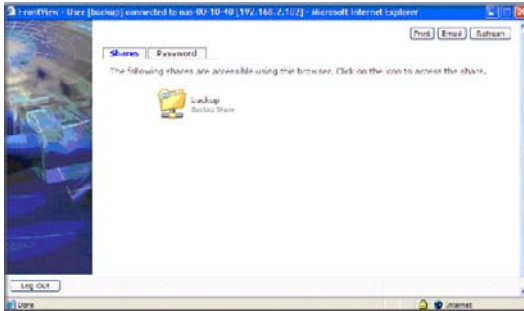 FrontView - User [backup] connected to nas-00-10-40 [192.168.2.102] - Microsoft Internet Explorer
Print Email Refresh
Shares Password
The following shares are accessible using this browser. Click on the icon to access the share.
backup
Backup Share
Log Out
Done Internet